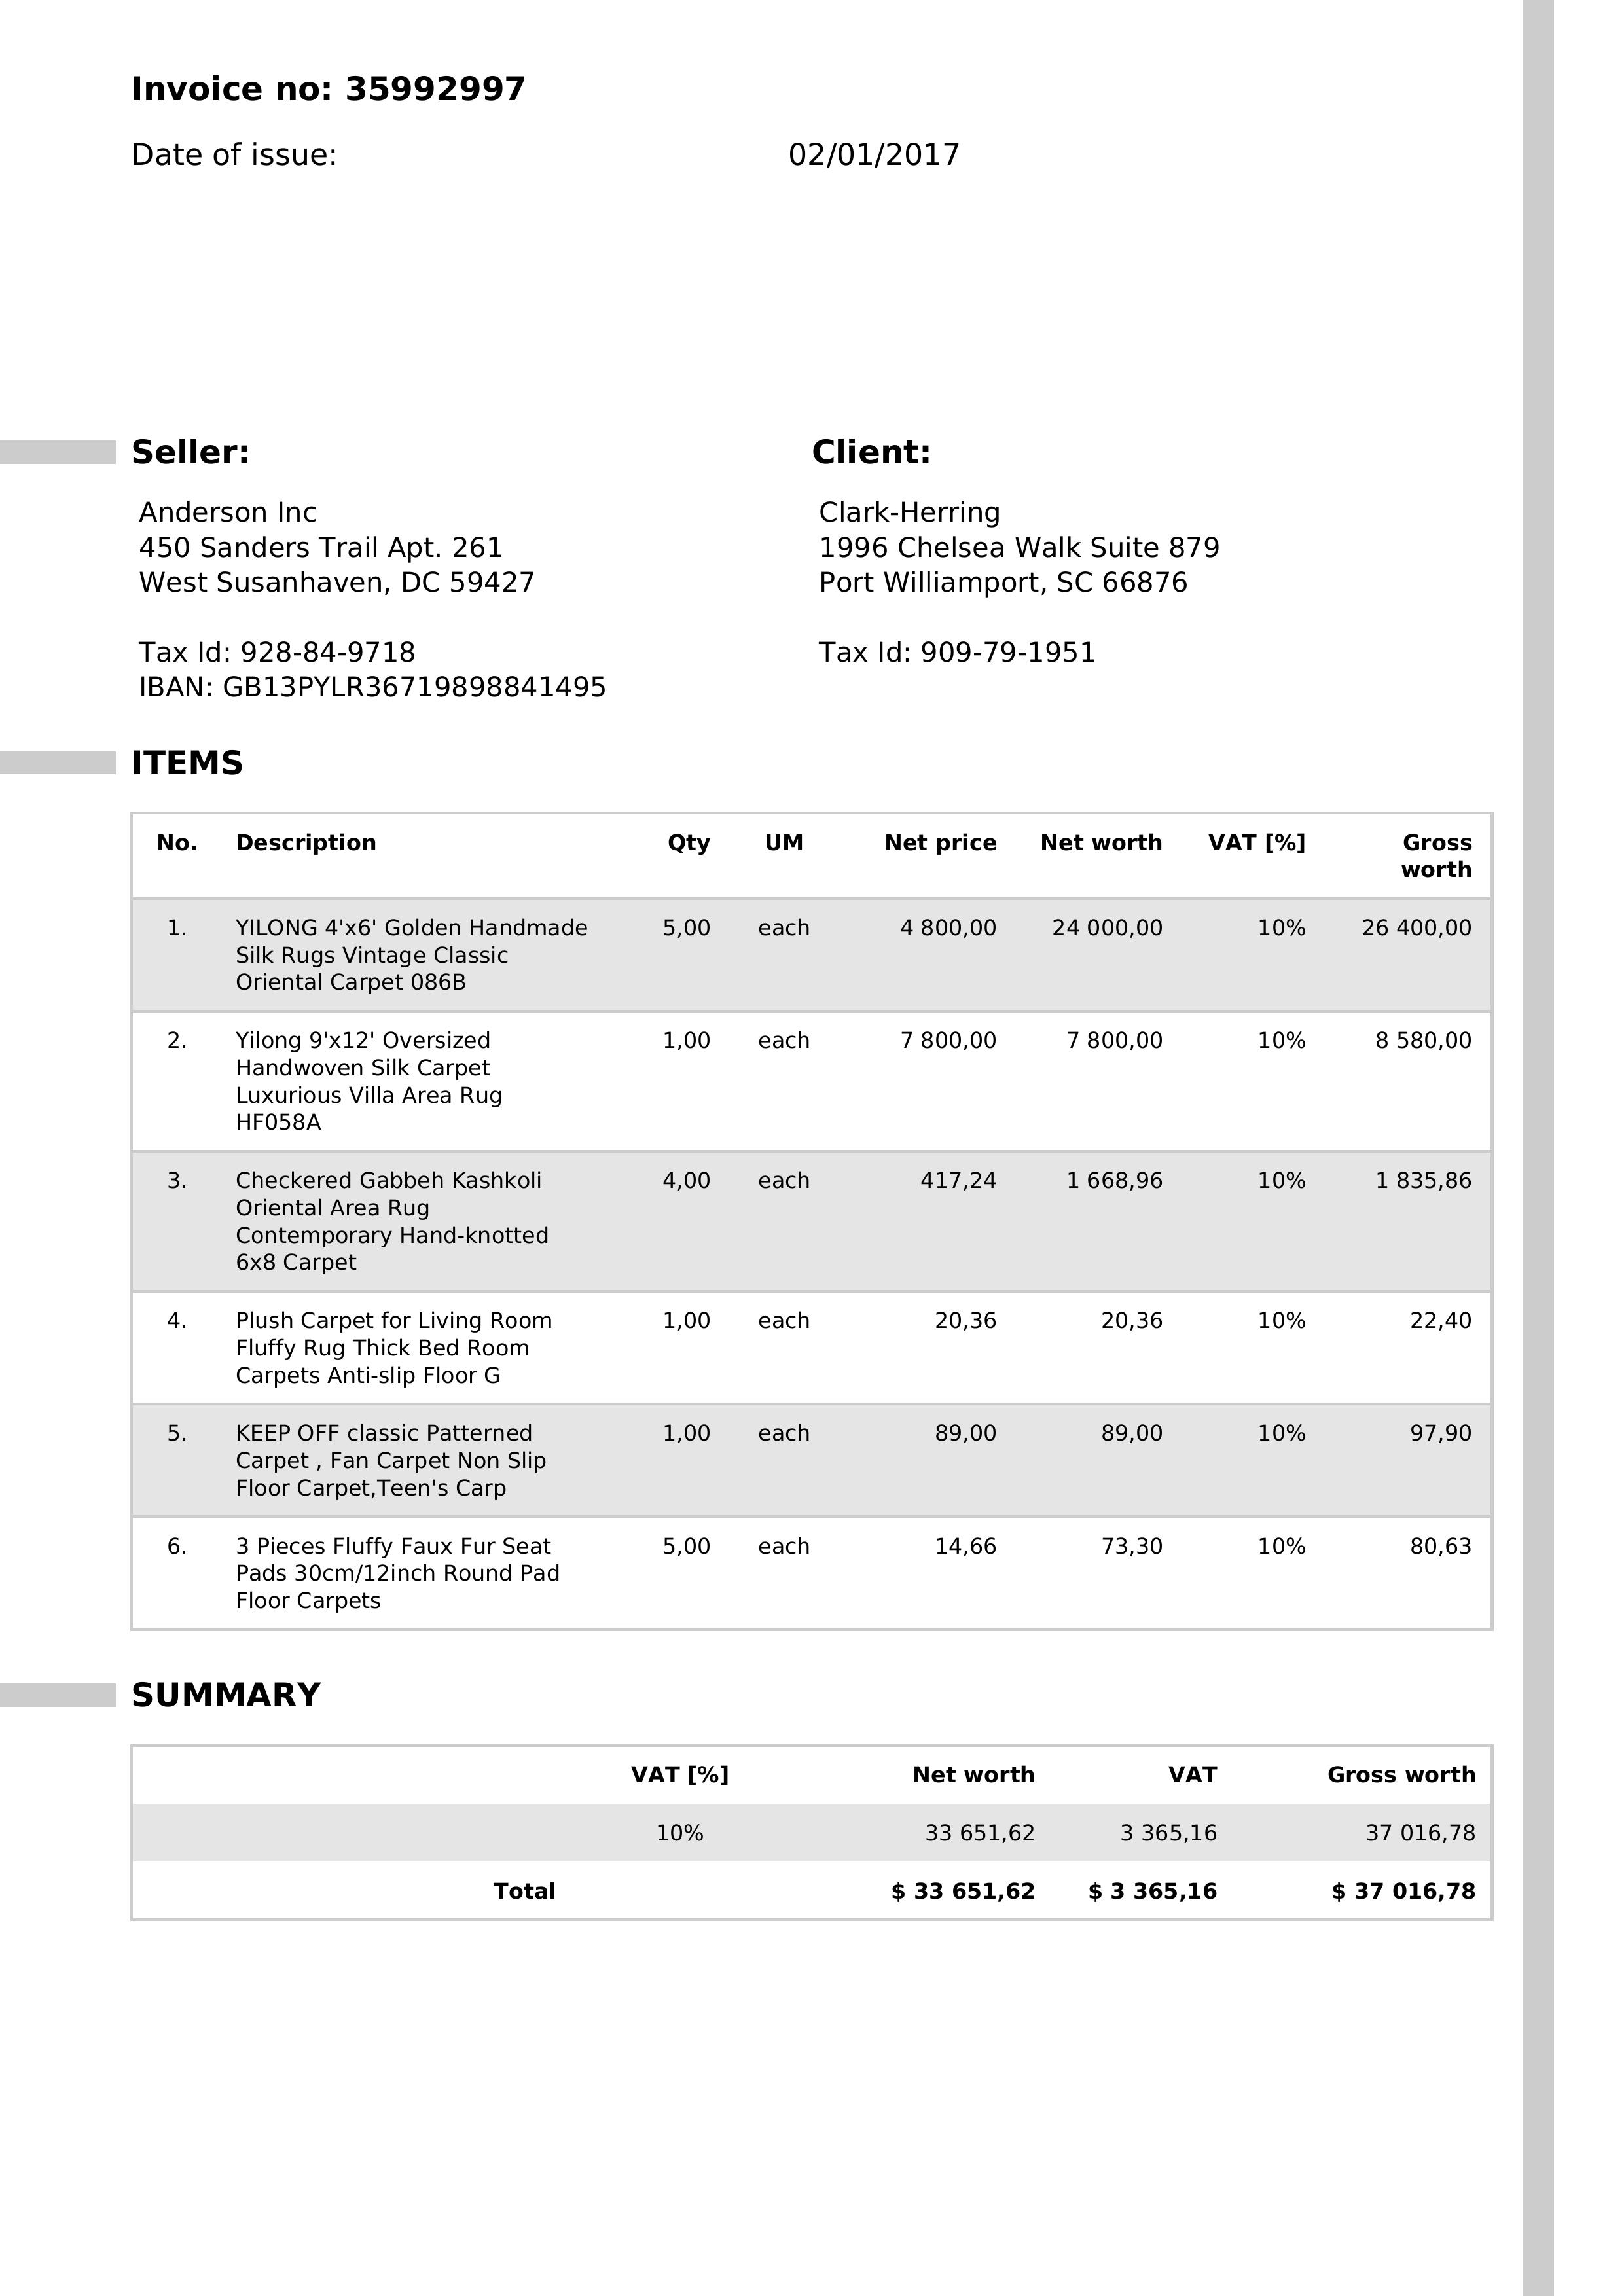 Invoice no: 35992997
Date of issue: 02/01/2017
Seller: Client:
Anderson Inc Clark-Herring
450 Sanders Trail Apt. 261 1996 Chelsea Walk Suite 879
West Susanhaven, DC 59427 Port Williamport, SC 66876
Tax Id: 928-84-9718 Tax Id: 909-79-1951
IBAN: GB13PYLR36719898841495
ITEMS
No. Description Qty UM Net price Net worth VAT [%] Gross
worth
1. YILONG 4'x6' Golden Handmade 5,00 each 4 800,00 24 000,00 10% 26 400,00
Silk Rugs Vintage Classic
Oriental Carpet 086B
2. Yilong 9'x12' Oversized 1,00 each 7 800,00 7 800,00 10% 8 580,00
Handwoven Silk Carpet
Luxurious Villa Area Rug
HF058A
3. Checkered Gabbeh Kashkoli 4,00 each 417,24 1 668,96 10% 1 835,86
Oriental Area Rug
Contemporary Hand-knotted
6x8 Carpet
4. Plush Carpet for Living Room 1,00 each 20,36 20,36 10% 22,40
Fluffy Rug Thick Bed Room
Carpets Anti-slip Floor G
5. KEEP OFF classic Patterned 1,00 each 89,00 89,00 10% 97,90
Carpet , Fan Carpet Non Slip
Floor Carpet,Teen's Carp
6. 3 Pieces Fluffy Faux Fur Seat 5,00 each 14,66 73,30 10% 80,63
Pads 30cm/12inch Round Pad
Floor Carpets
SUMMARY
VAT [%] Net worth VAT Gross worth
10% 33 651,62 3 365,16 37 016,78
Total $ 33 651,62 $ 3 365,16 $ 37 016,78